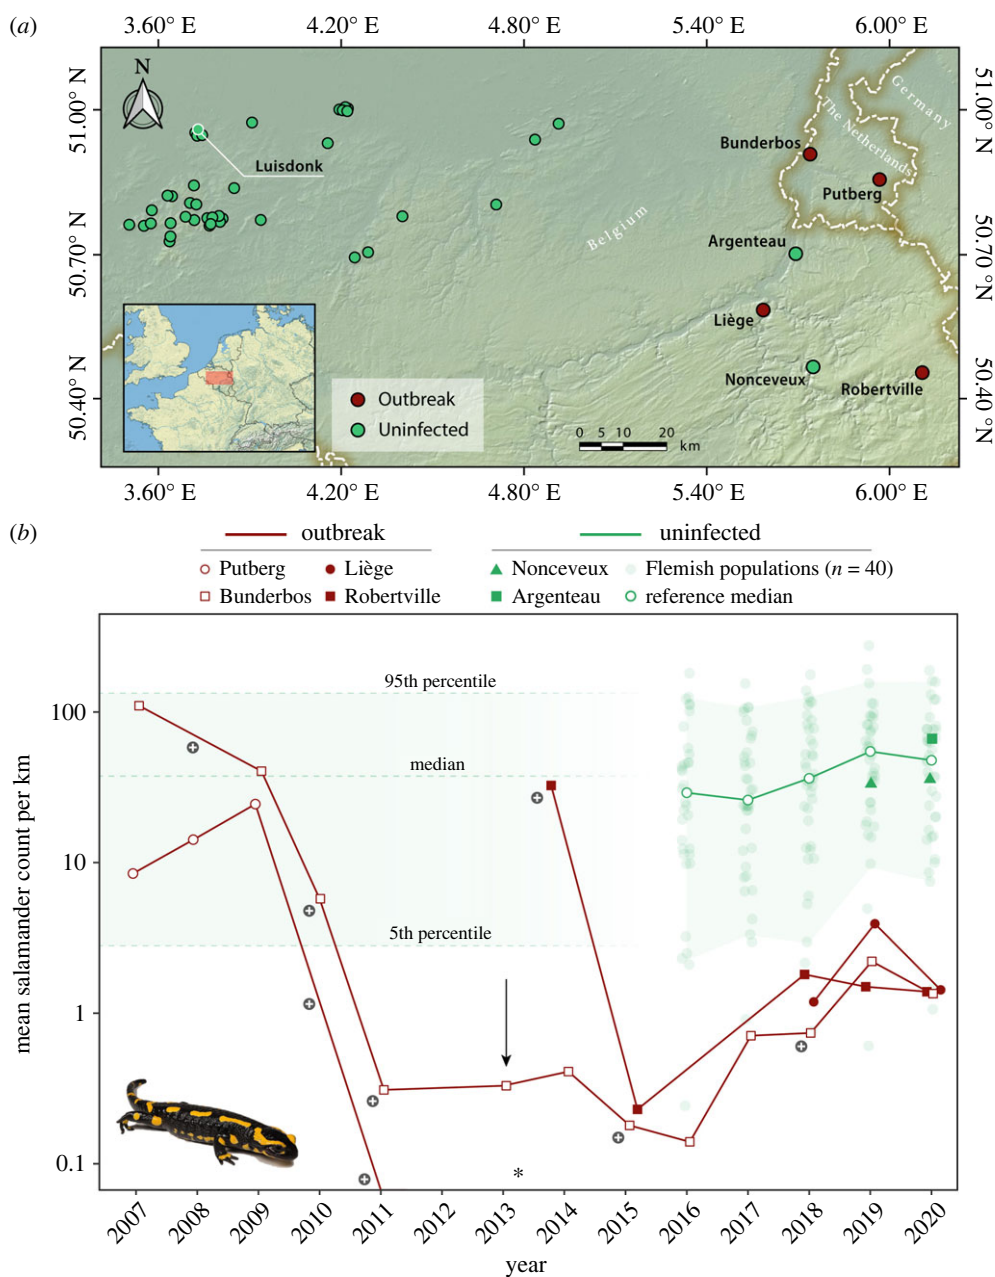 (a)
3.60° E 4.20° E 4.80° E 5.40° E 6.00° E
51.00° N
50.70 °N
50.40° N
N
Luisdonk
Belgium
The Netherlands
Germany
Bunderbos
Putberg
Argenteau
Liège
Nonceveux
Robertville
Outbreak
Uninfected
0 5 10 20
km
51.00° N
50.70 °N
50.40 °N
3.60° E 4.20° E 4.80° E 5.40° E 6.00° E
(b)
outbreak uninfected
Putberg Liège Nonceveux Flemish populations (n = 40)
Bunderbos Robertville Argenteau reference median
95th percentile
median
5th percentile
mean salamander count per km
100
10
1
0.1
*
2007 2008 2009 2010 2011 2012 2013 2014 2015 2016 2017 2018 2019 2020
year